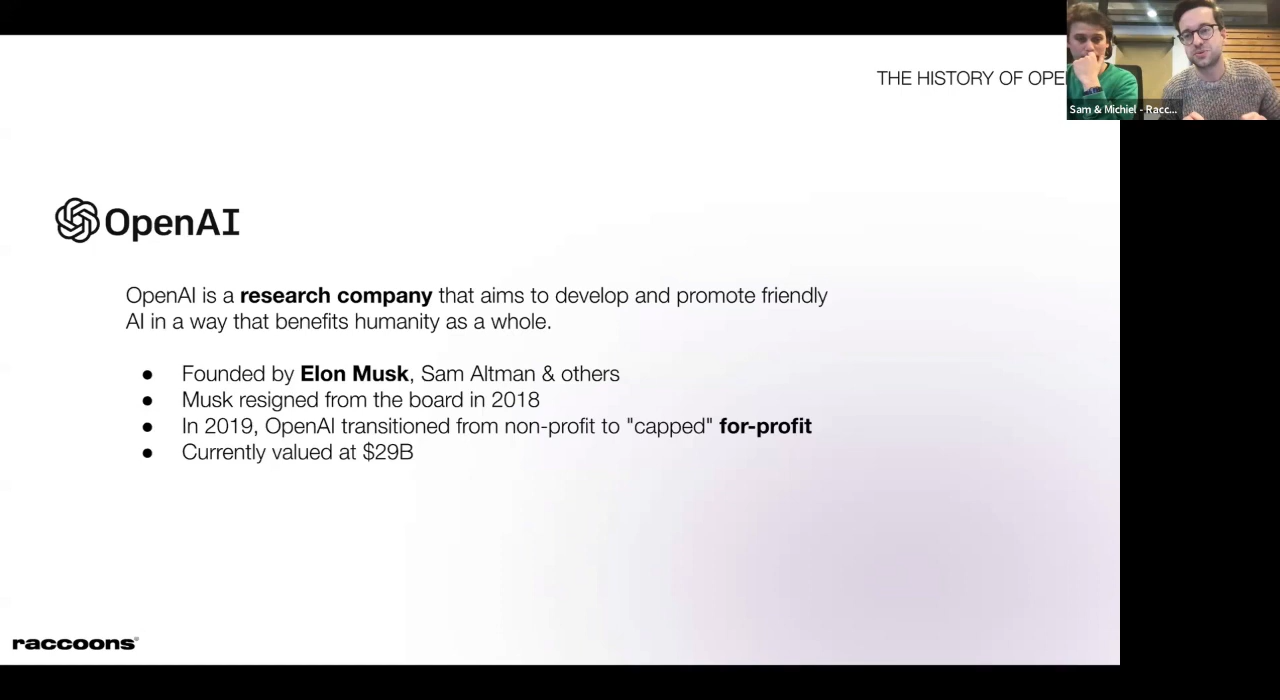 THE HISTORY OF OPE
Sam & Michiel - Racc...
OpenAI
OpenAI is a research company that aims to develop and promote friendly
AI in a way that benefits humanity as a whole.
● Founded by Elon Musk, Sam Altman & others
● Musk resigned from the board in 2018
● In 2019, OpenAI transitioned from non-profit to "capped" for-profit
● Currently valued at $29B
raccoons®